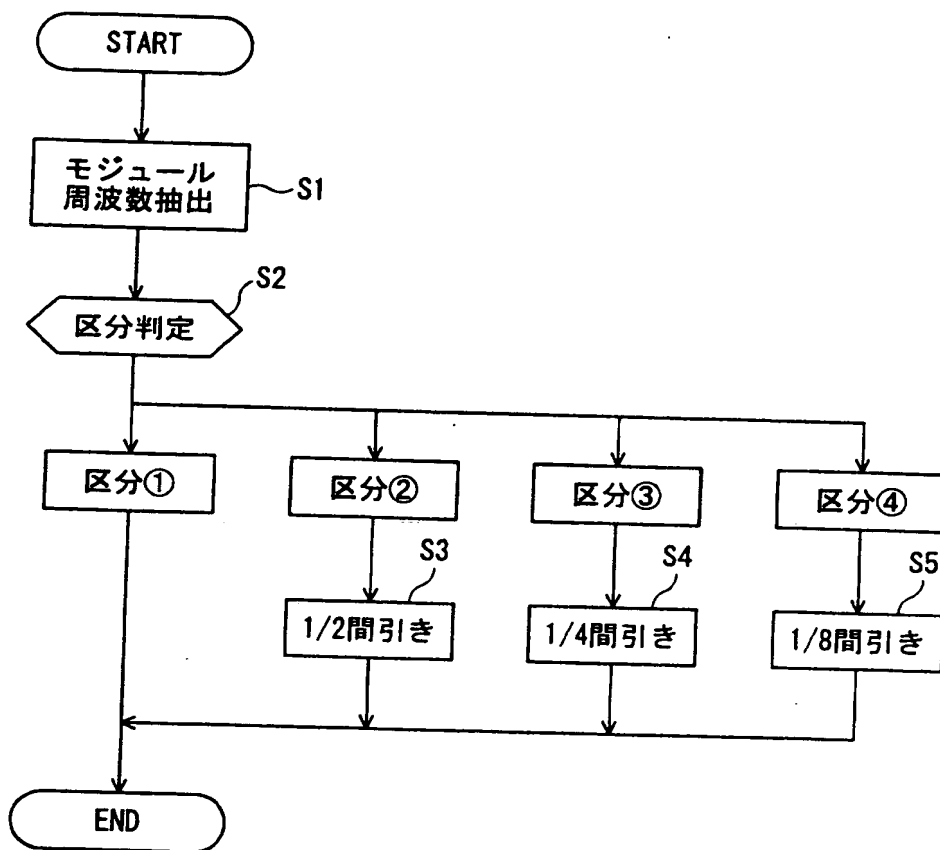 START
モジュール
周波数抽出
S1
S2
区分判定
区分①
区分②
区分③
区分④
S3
S4
S5
1/2間引き
1/4間引き
1/8間引き
END